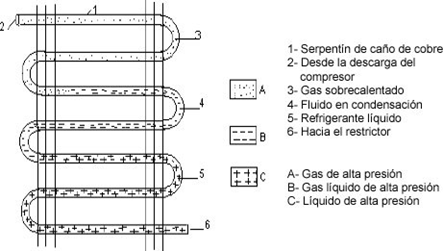 1
2
3
4
5
6
A
B
C
1- Serpentín de caño de cobre
2- Desde la descarga del
compresor
3- Gas sobrecalentado
4- Fluido en condensación
5- Refrigerante líquido
6- Hacia el restrictor
A- Gas de alta presión
B- Gas líquido de alta presión
C- Líquido de alta presión